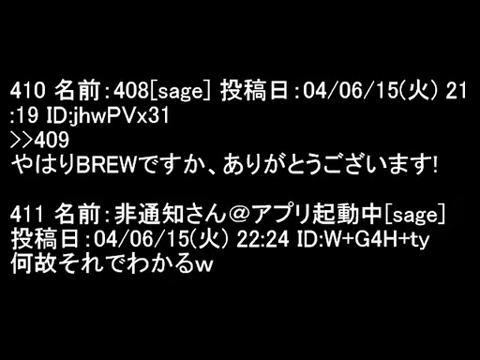 410 名前：408[sage] 投稿日：04/06/15(火) 21
:19 ID:jhwPVx31
>>409
やはりBREWですか、ありがとうございます!
411 名前：非通知さん＠アプリ起動中[sage]
投稿日：04/06/15(火) 22:24 ID:W+G4H+ty
何故それでわかるｗ